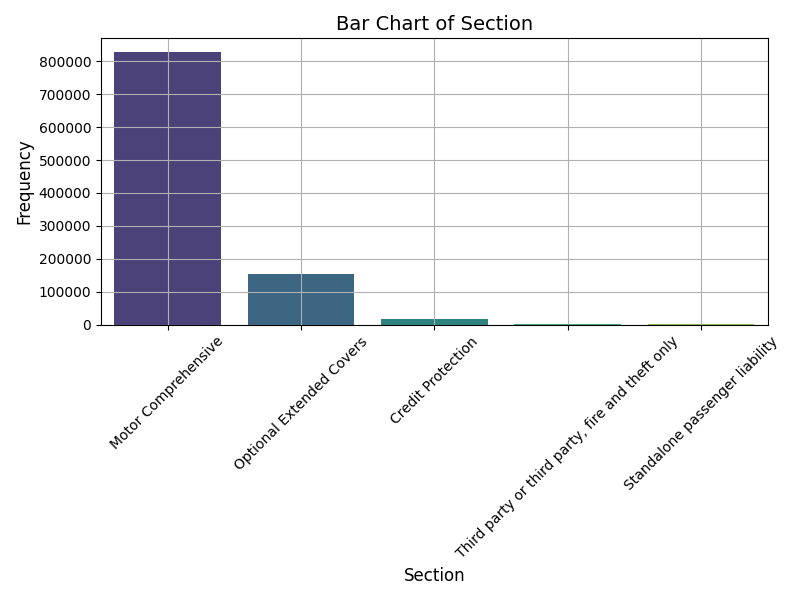 Bar Chart of Section
Frequency
800000
700000
600000
500000
400000
300000
200000
100000
0
Motor Comprehensive
Optional Extended Covers
Credit Protection
Third party or third party, fire and theft only
Standalone passenger liability
Section